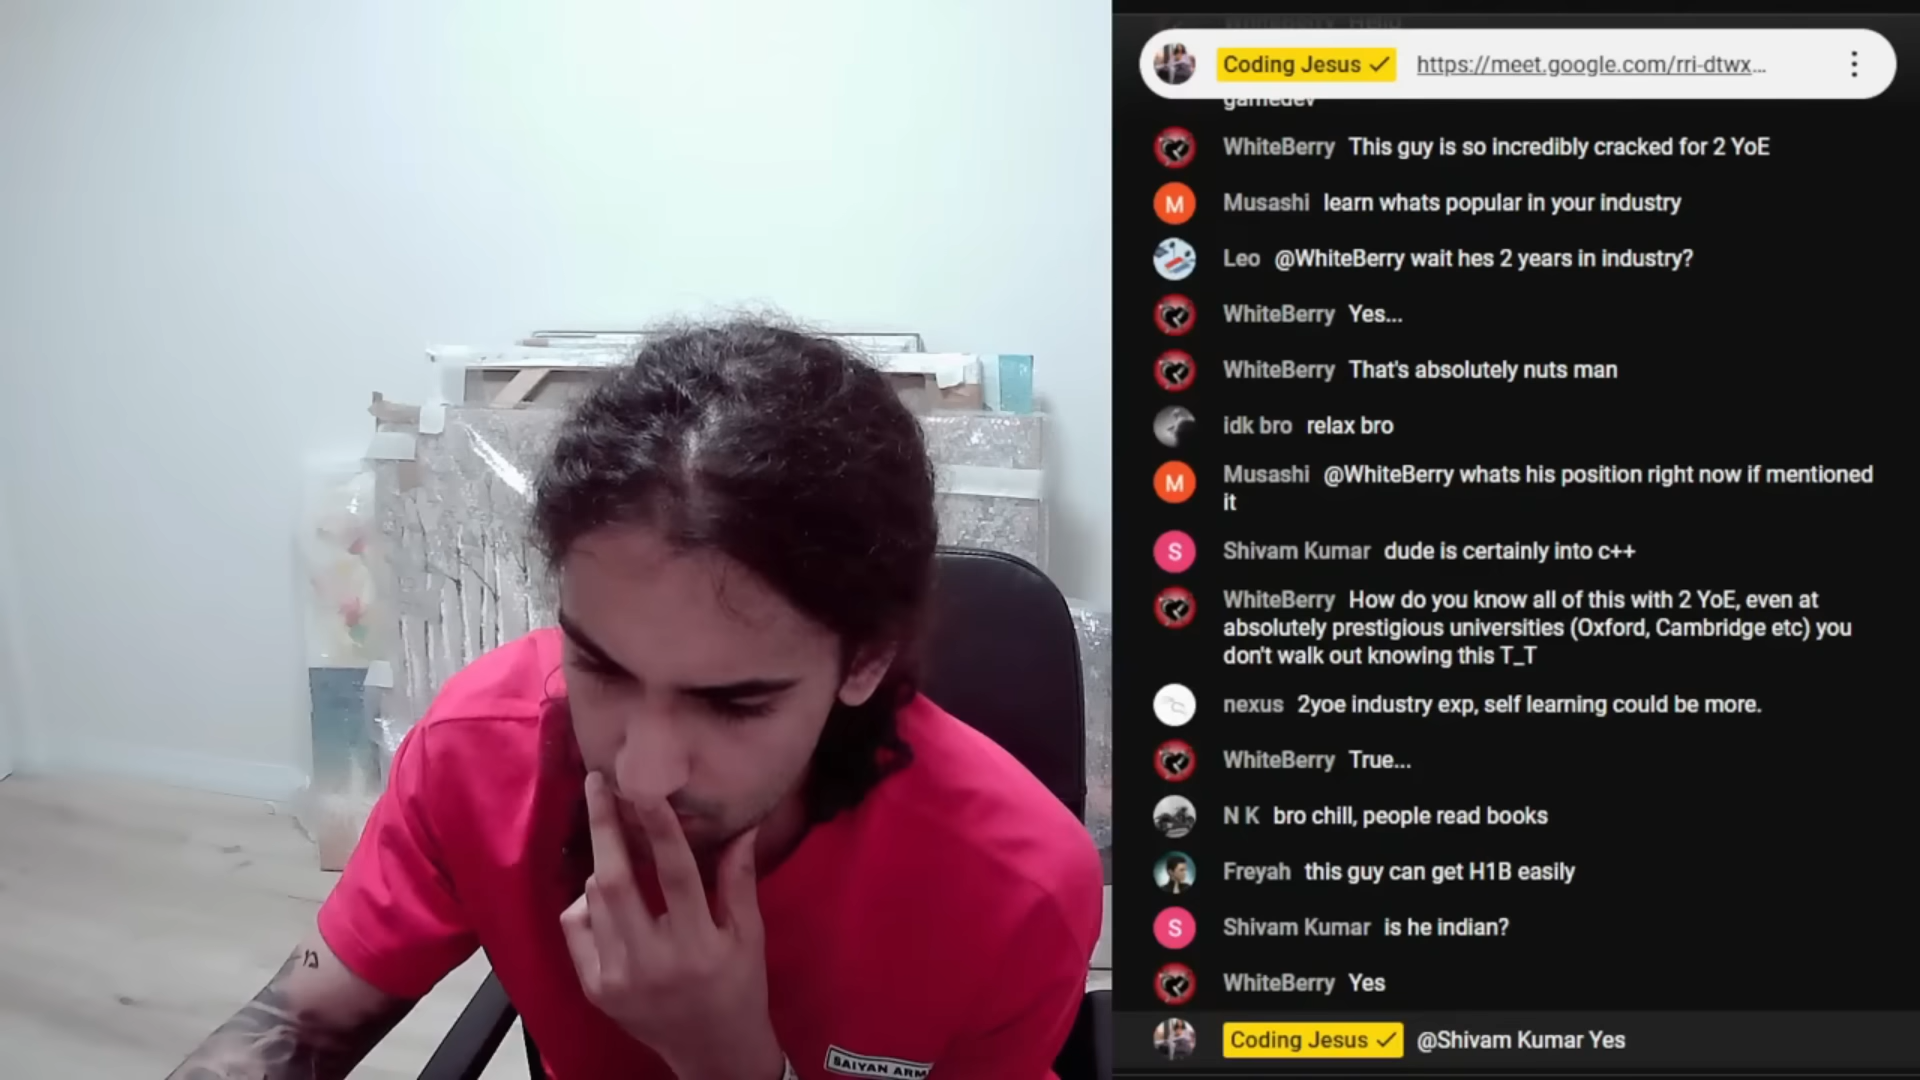 WhiteBerry Hello
Coding Jesus https://meet.google.com/rri-dtwx...
gamedev
WhiteBerry This guy is so incredibly cracked for 2 YoE
Musashi learn whats popular in your industry
Leo @WhiteBerry wait hes 2 years in industry?
WhiteBerry Yes...
WhiteBerry That's absolutely nuts man
idk bro relax bro
Musashi @WhiteBerry whats his position right now if mentioned
it
Shivam Kumar dude is certainly into c++
WhiteBerry How do you know all of this with 2 YoE, even at
absolutely prestigious universities (Oxford, Cambridge etc) you
don't walk out knowing this T_T
nexus 2yoe industry exp, self learning could be more.
WhiteBerry True...
N K bro chill, people read books
Freyah this guy can get H1B easily
Shivam Kumar is he indian?
WhiteBerry Yes
Coding Jesus @Shivam Kumar Yes
M
M
S
S
SAIYAN ARM